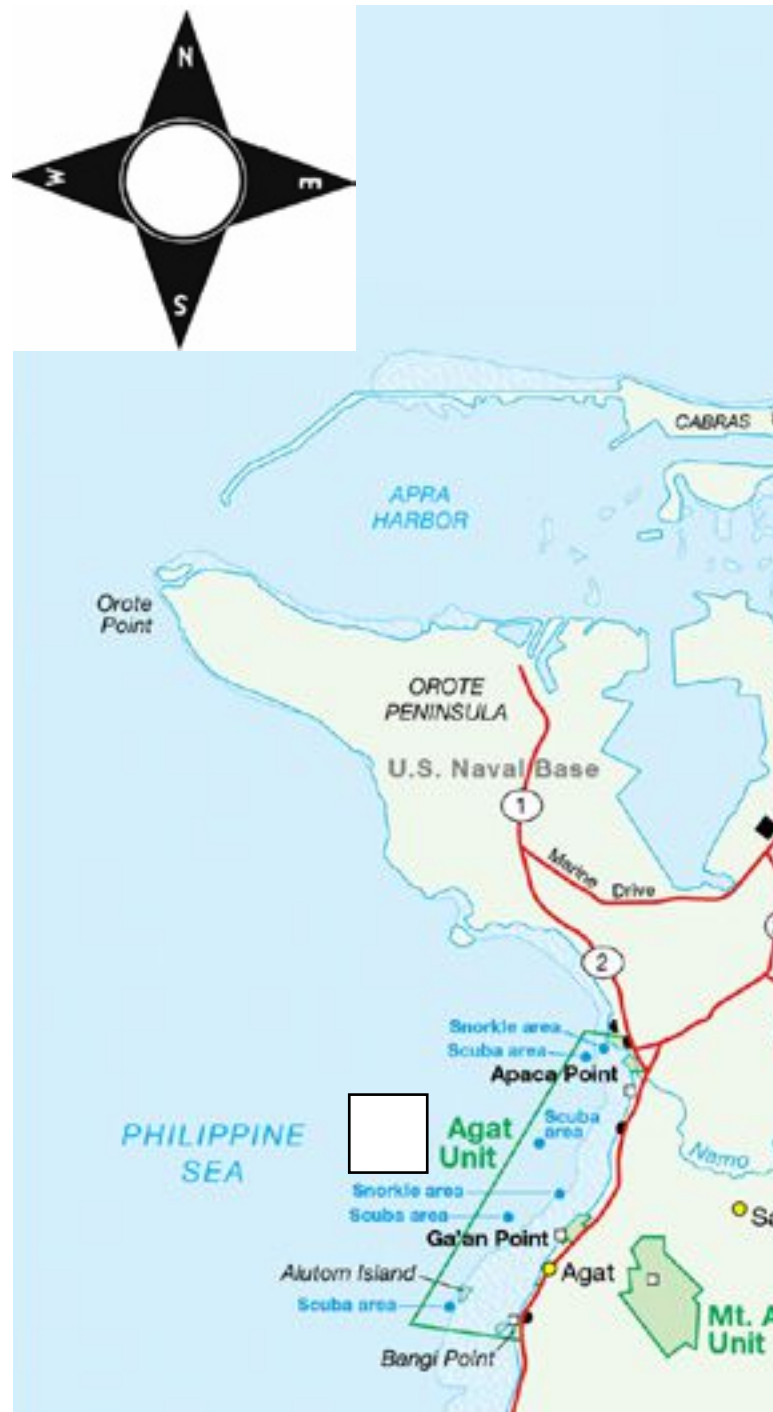 N
W
E
S
CABRAS
APRA
HARBOR
Orote
Point
OROTE
PENINSULA
U.S. Naval Base
1
Marine Drive
2
Snorkle area
Scuba area
Apaca Point
Agat
Unit
Scuba
area
PHILIPPINE
SEA
Namo
Snorkle area
Scuba area
Sa
Ga'an Point
Alutom Island
Agat
Scuba area
Mt. A
Unit
Bangi Point